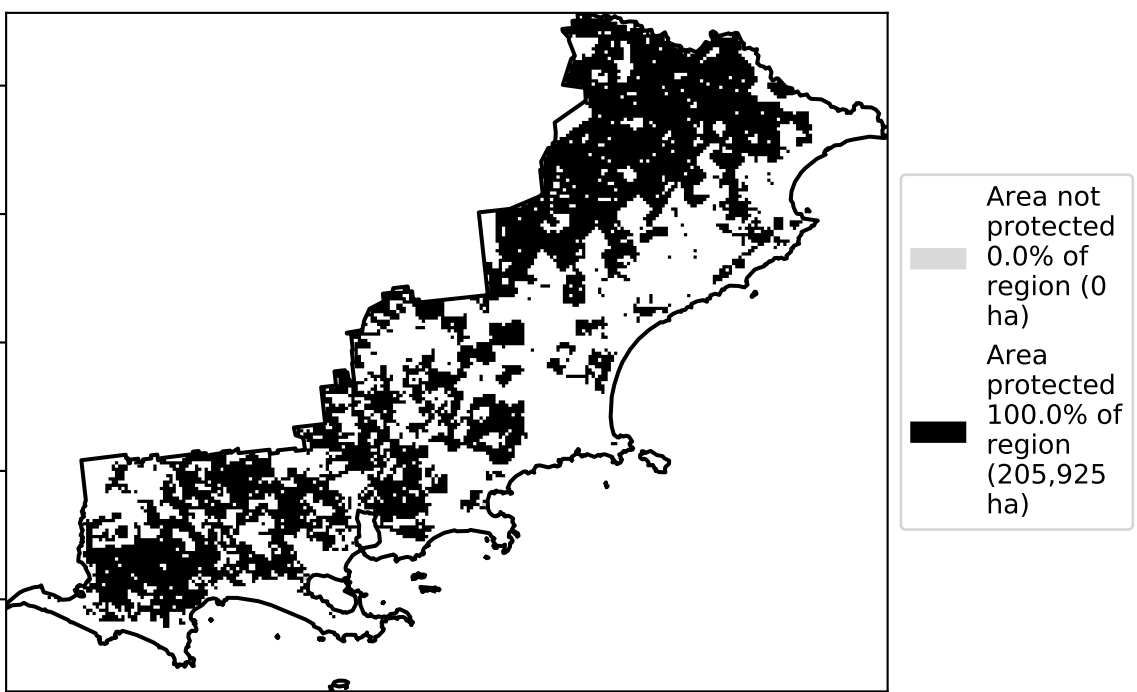 Area not
protected
0.0% of
region (0
ha)
Area
protected
100.0% of
region
(205,925
ha)